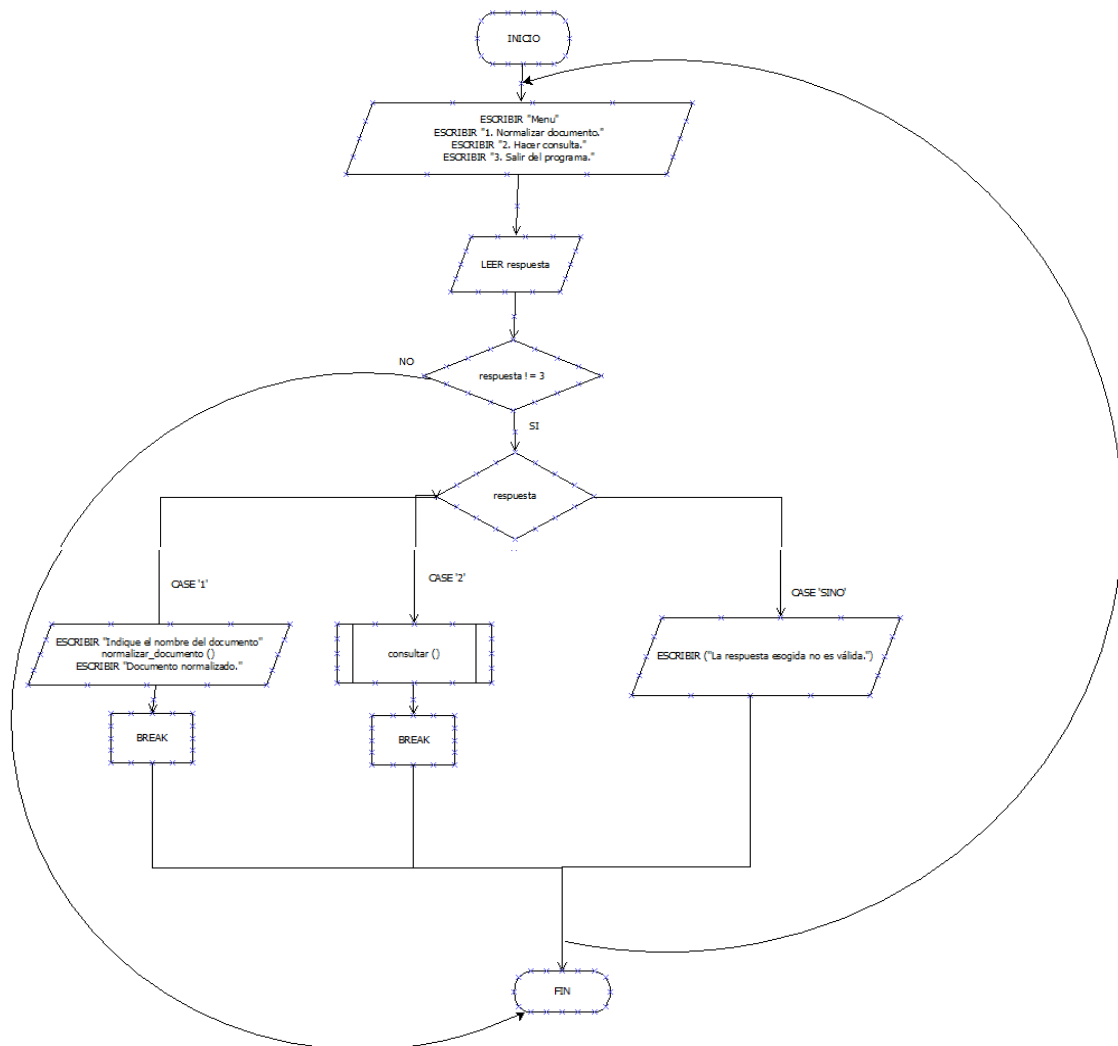 INICIO
ESCRIBIR "Menu"
ESCRIBIR "1. Normalizar documento."
ESCRIBIR "2. Hacer consulta."
ESCRIBIR "3. Salir del programa."
LEER respuesta
NO
respuesta ! = 3
SI
respuesta
CASE '1'
CASE '2'
CASE 'SINO'
ESCRIBIR "Indique el nombre del documento"
normalizar_documento ()
ESCRIBIR "Documento normalizado."
consultar ()
ESCRIBIR ("La respuesta esogida no es válida.")
BREAK
BREAK
FIN